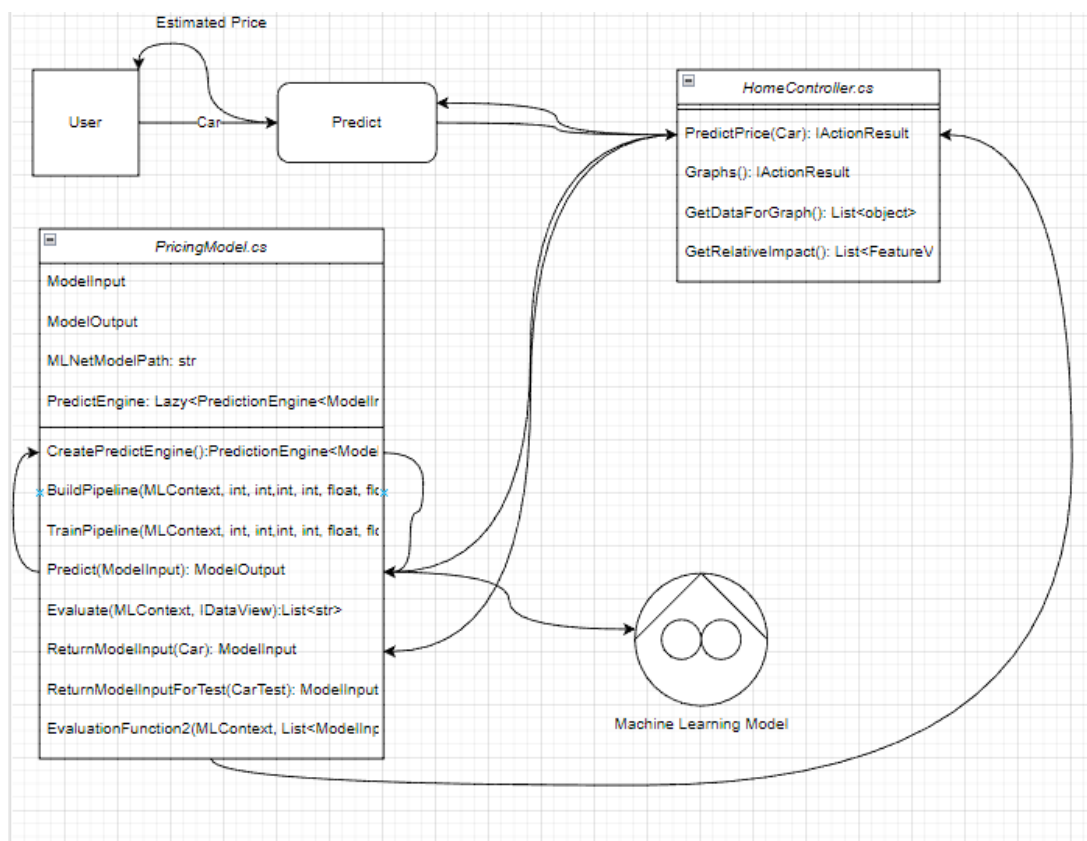 Estimated Price
User
Car
Predict
HomeController.cs
PredictPrice(Car): IActionResult
Graphs(): IActionResult
GetDataForGraph(): List<object>
GetRelativeImpact(): List<FeatureV
PricingModel.cs
ModelInput
ModelOutput
MLNetModelPath: str
PredictEngine: Lazy<PredictionEngine<ModelIr
CreatePredictEngine():PredictionEngine<Model
BuildPipeline(MLContext, int, int,int, int, float, flo
TrainPipeline(MLContext, int, int,int, int, float, flo
Predict(ModelInput): ModelOutput
Evaluate(MLContext, IDataView):List<str>
ReturnModelInput(Car): ModelInput
ReturnModelInputForTest(CarTest): ModelInput
EvaluationFunction2(MLContext, List<ModelInp
Machine Learning Model